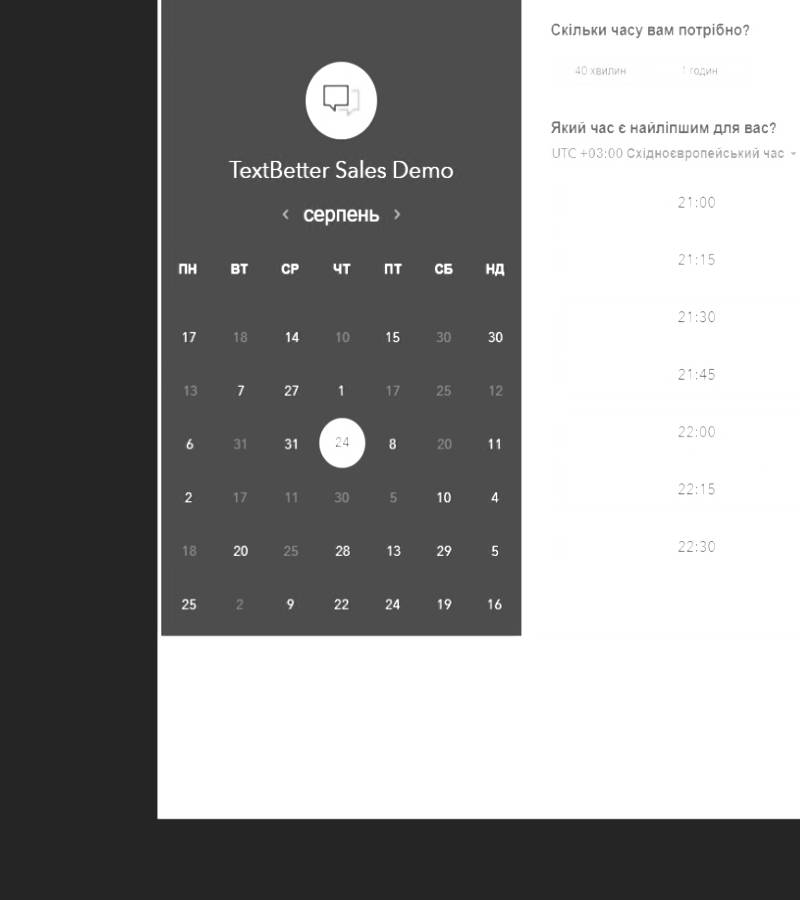 TextBetter Sales Demo
< серпень >
ПН ВТ СР ЧТ ПТ СБ НД
17 18 14 10 15 30 30
13 7 27 1 17 25 12
6 31 31 24 8 20 11
2 17 11 30 5 10 4
18 20 25 28 13 29 5
25 2 9 22 24 19 16
Скільки часу вам потрібно?
40 хвилин 1 годин
Який час є найліпшим для вас?
UTC +03:00 Східноєвропейський час
21:00
21:15
21:30
21:45
22:00
22:15
22:30